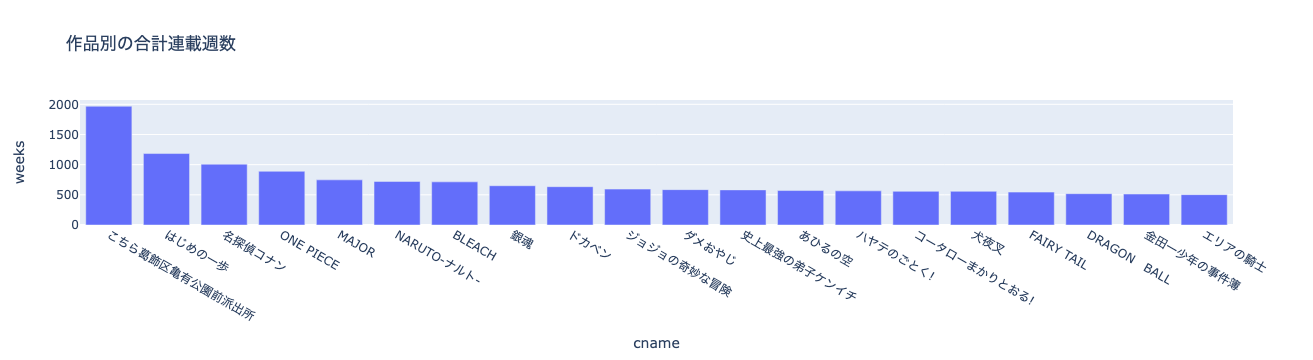 作品別の合計連載週数
weeks
2000
1500
1000
500
0
こちら葛飾区亀有公園前派出所
はじめの一歩
名探偵コナン
ONE PIECE
MAJOR
NARUTO-ナルト-
BLEACH
銀魂
ドカベン
ジョジョの奇妙な冒険
ダメおやじ
史上最強の弟子ケンイチ
あひるの空
ハヤテのごとく!
コータローまかりとおる!
犬夜叉
FAIRY TAIL
DRAGON　BALL
金田一少年の事件簿
エリアの騎士
cname